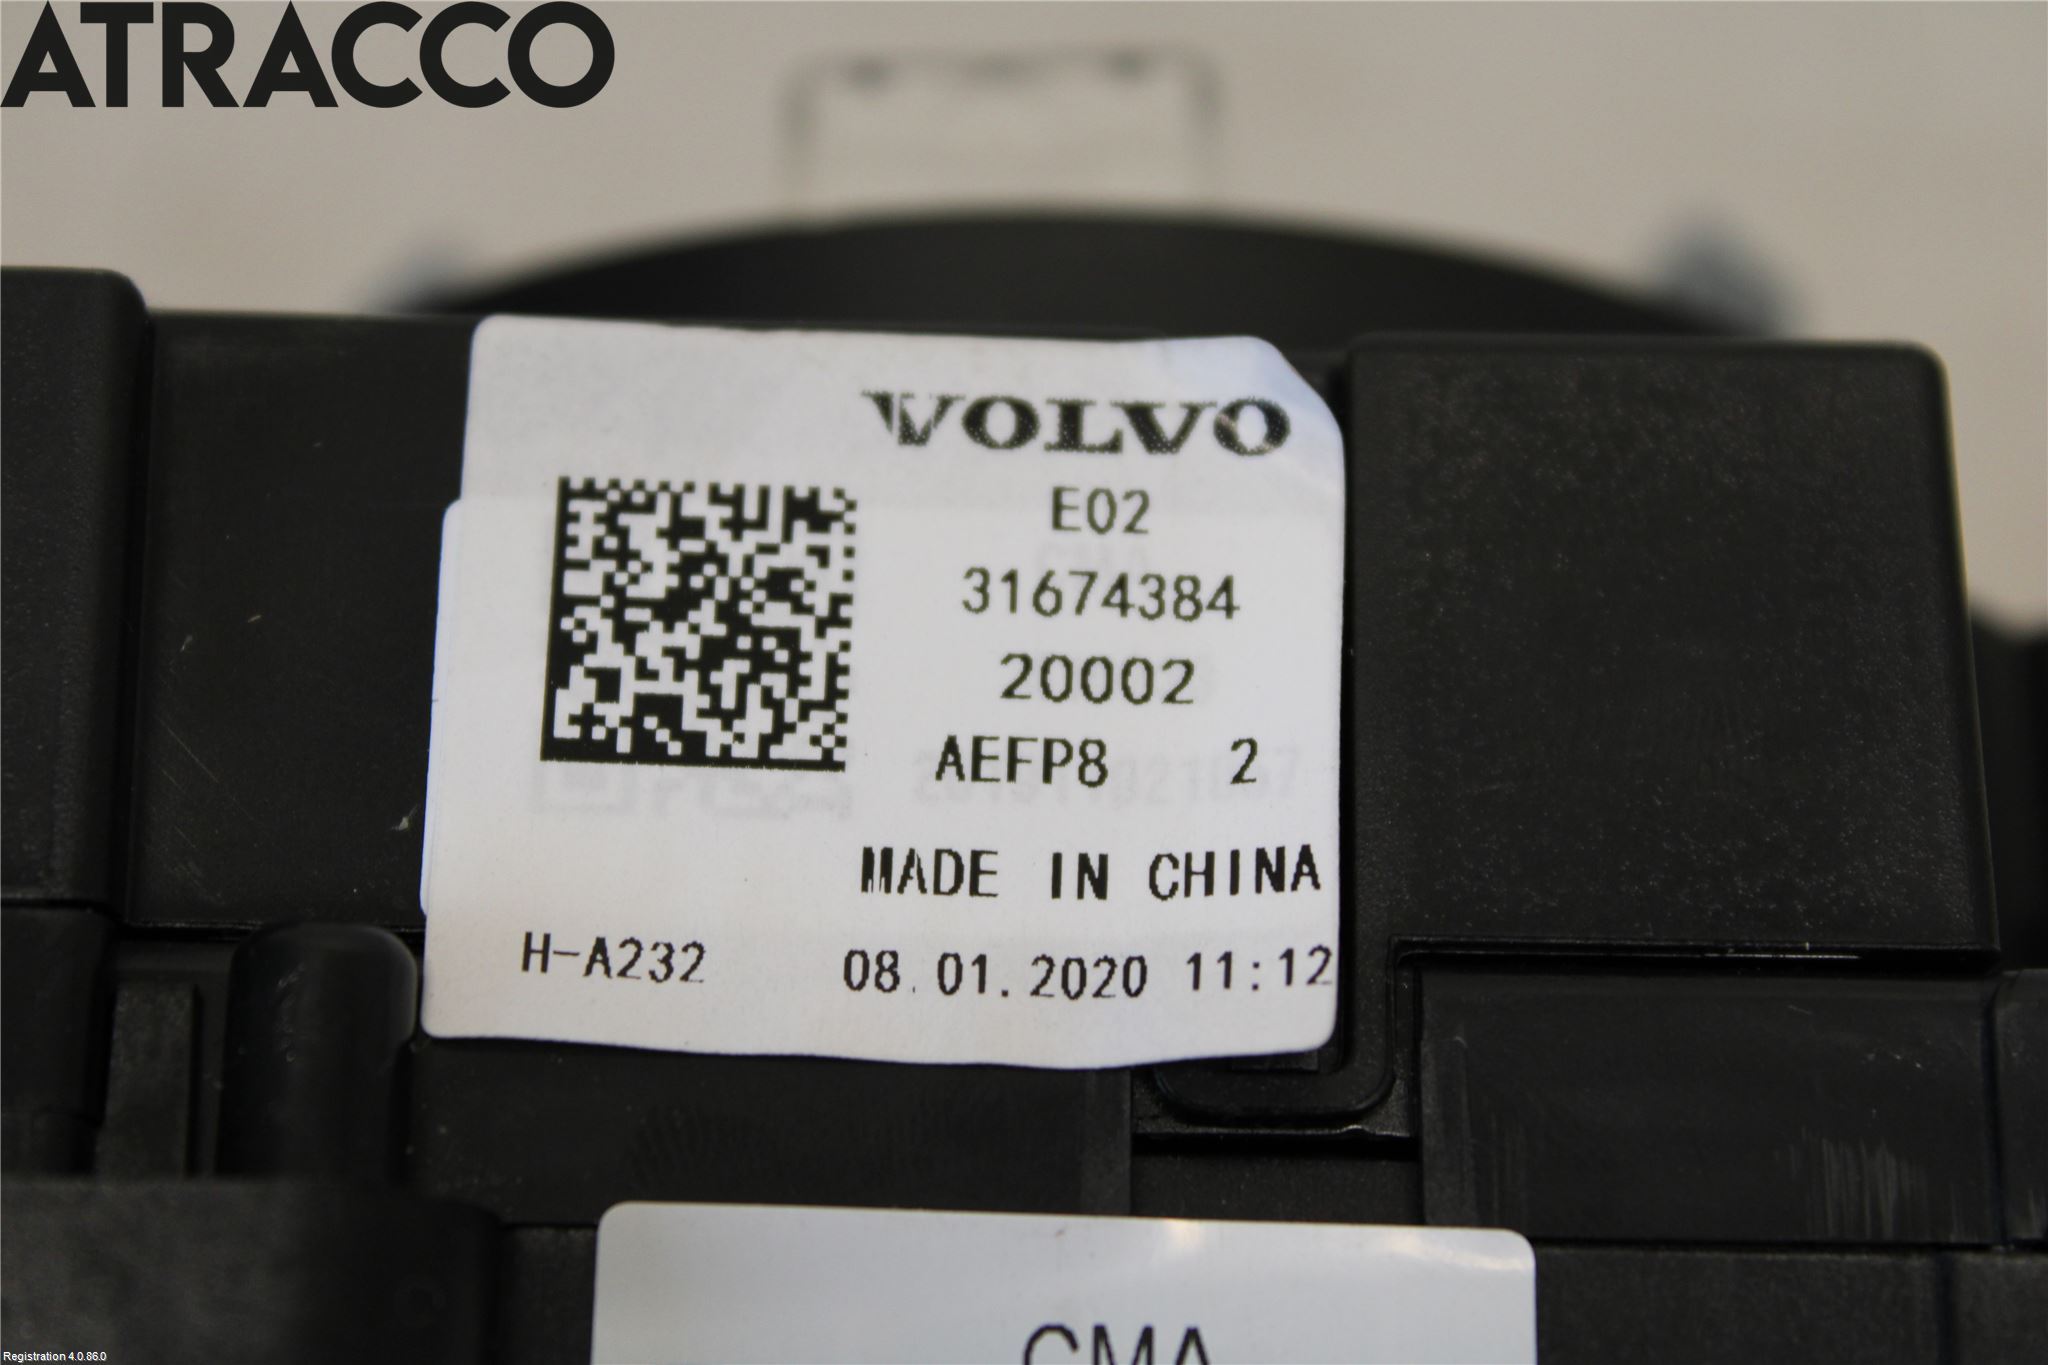 ATRACCO
VOLVO
E02
31674384
20002
AEFP8 2
MADE IN CHINA
H-A232 08.01.2020 11:12
CMA
Registration 4.0.86.0